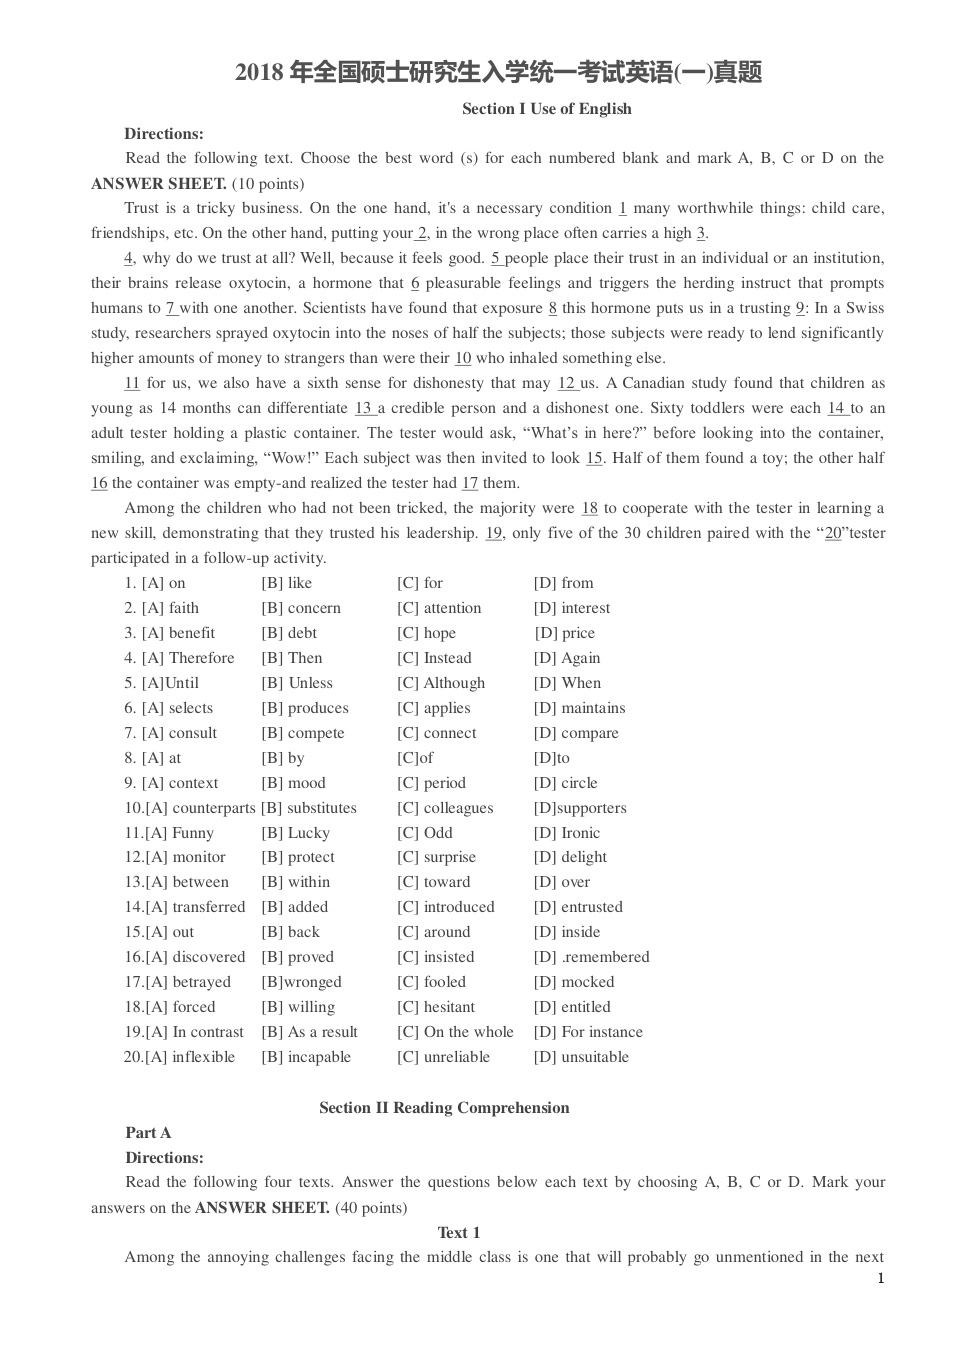 2018 年全国硕士研究生入学统一考试英语(一)真题
Section I Use of English
Directions:
Read the following text. Choose the best word (s) for each numbered blank and mark A, B, C or D on the
ANSWER SHEET. (10 points)
Trust is a tricky business. On the one hand, it's a necessary condition 1 many worthwhile things: child care,
friendships, etc. On the other hand, putting your 2, in the wrong place often carries a high 3.
4, why do we trust at all? Well, because it feels good. 5 people place their trust in an individual or an institution,
their brains release oxytocin, a hormone that 6 pleasurable feelings and triggers the herding instruct that prompts
humans to 7 with one another. Scientists have found that exposure 8 this hormone puts us in a trusting 9: In a Swiss
study, researchers sprayed oxytocin into the noses of half the subjects; those subjects were ready to lend significantly
higher amounts of money to strangers than were their 10 who inhaled something else.
11 for us, we also have a sixth sense for dishonesty that may 12 us. A Canadian study found that children as
young as 14 months can differentiate 13 a credible person and a dishonest one. Sixty toddlers were each 14 to an
adult tester holding a plastic container. The tester would ask, “What’s in here?” before looking into the container,
smiling, and exclaiming, “Wow!” Each subject was then invited to look 15. Half of them found a toy; the other half
16 the container was empty-and realized the tester had 17 them.
Among the children who had not been tricked, the majority were 18 to cooperate with the tester in learning a
new skill, demonstrating that they trusted his leadership. 19, only five of the 30 children paired with the “20”tester
participated in a follow-up activity.
1. [A] on [B] like [C] for [D] from
2. [A] faith [B] concern [C] attention [D] interest
3. [A] benefit [B] debt [C] hope [D] price
4. [A] Therefore [B] Then [C] Instead [D] Again
5. [A]Until [B] Unless [C] Although [D] When
6. [A] selects [B] produces [C] applies [D] maintains
7. [A] consult [B] compete [C] connect [D] compare
8. [A] at [B] by [C]of [D]to
9. [A] context [B] mood [C] period [D] circle
10.[A] counterparts [B] substitutes [C] colleagues [D]supporters
11.[A] Funny [B] Lucky [C] Odd [D] Ironic
12.[A] monitor [B] protect [C] surprise [D] delight
13.[A] between [B] within [C] toward [D] over
14.[A] transferred [B] added [C] introduced [D] entrusted
15.[A] out [B] back [C] around [D] inside
16.[A] discovered [B] proved [C] insisted [D] .remembered
17.[A] betrayed [B]wronged [C] fooled [D] mocked
18.[A] forced [B] willing [C] hesitant [D] entitled
19.[A] In contrast [B] As a result [C] On the whole [D] For instance
20.[A] inflexible [B] incapable [C] unreliable [D] unsuitable
Section II Reading Comprehension
Part A
Directions:
Read the following four texts. Answer the questions below each text by choosing A, B, C or D. Mark your
answers on the ANSWER SHEET. (40 points)
Text 1
Among the annoying challenges facing the middle class is one that will probably go unmentioned in the next
1